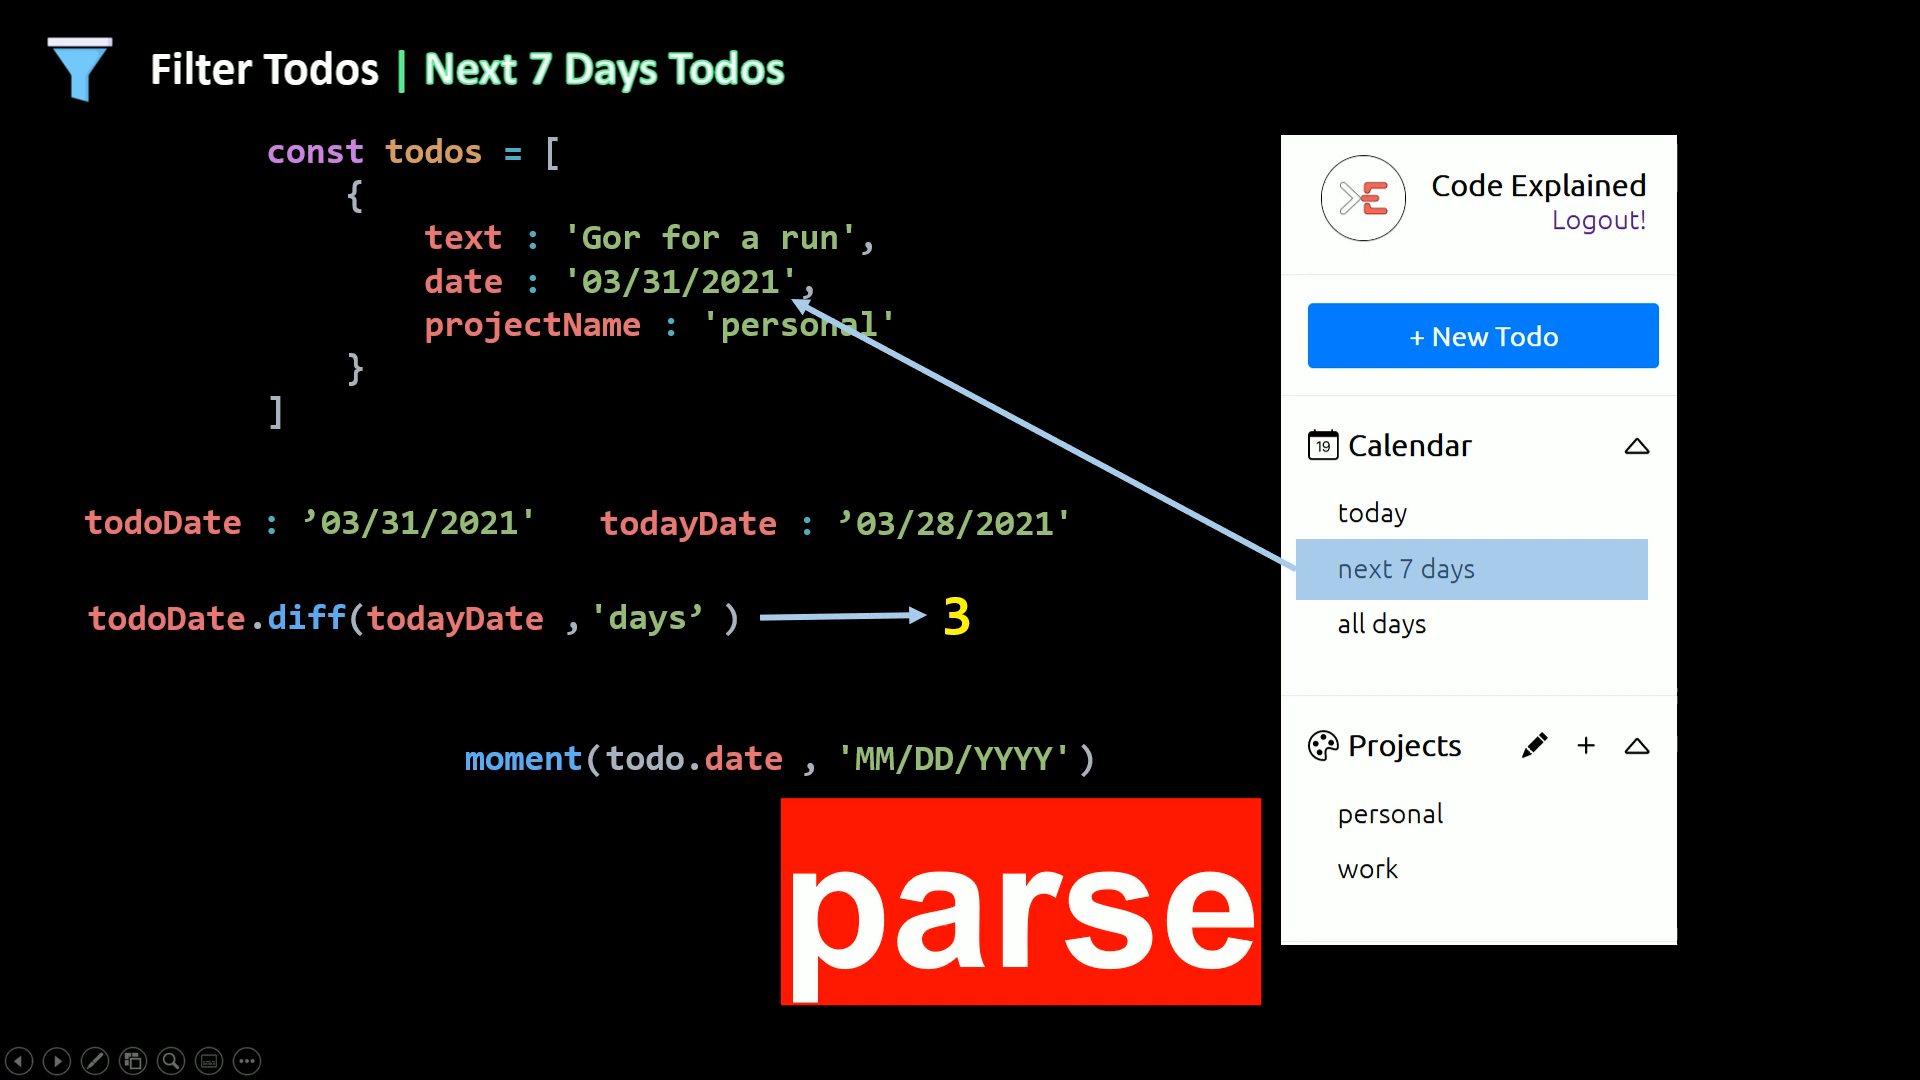 Filter Todos | Next 7 Days Todos
const todos = [
{
text : 'Gor for a run',
date : '03/31/2021',
projectName : 'personal'
}
]
todoDate : ’03/31/2021' todayDate : ’03/28/2021'
todoDate.diff(todayDate ,'days’ ) 3
moment(todo.date , 'MM/DD/YYYY')
parse
Code Explained
Logout!
+ New Todo
19 Calendar
today
next 7 days
all days
Projects +
personal
work